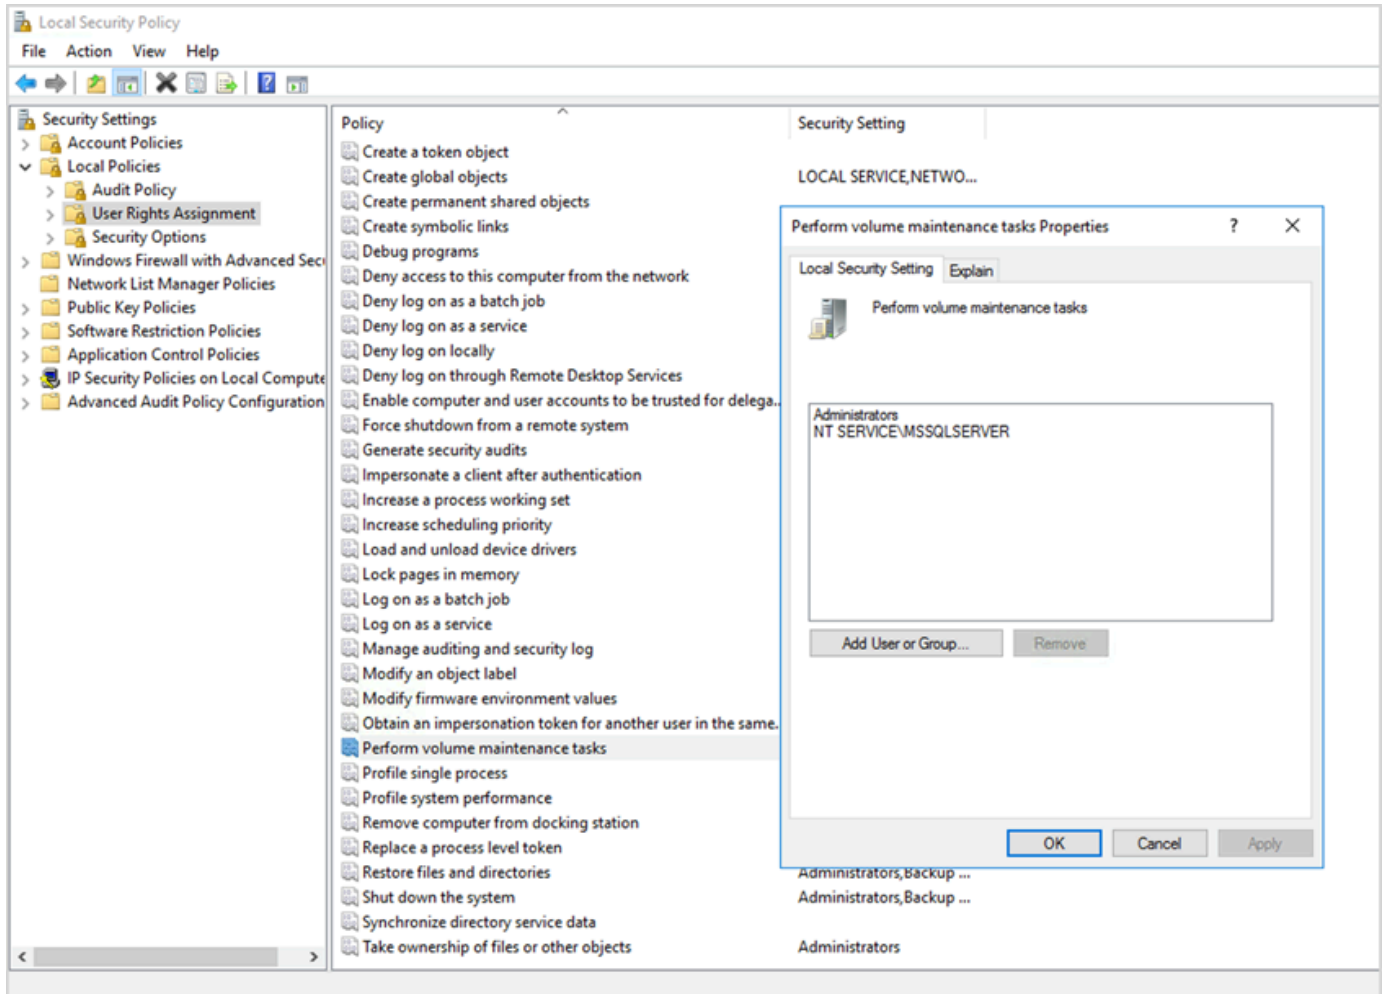 Local Security Policy
File Action View Help
Security Settings
Account Policies
Local Policies
Audit Policy
User Rights Assignment
Security Options
Windows Firewall with Advanced Secu
Network List Manager Policies
Public Key Policies
Software Restriction Policies
Application Control Policies
IP Security Policies on Local Compute
Advanced Audit Policy Configuration
Policy Security Setting
Create a token object
Create global objects LOCAL SERVICE,NETWO...
Create permanent shared objects
Create symbolic links
Debug programs
Deny access to this computer from the network
Deny log on as a batch job
Deny log on as a service
Deny log on locally
Deny log on through Remote Desktop Services
Enable computer and user accounts to be trusted for delega..
Force shutdown from a remote system
Generate security audits
Impersonate a client after authentication
Increase a process working set
Increase scheduling priority
Load and unload device drivers
Lock pages in memory
Log on as a batch job
Log on as a service
Manage auditing and security log
Modify an object label
Modify firmware environment values
Obtain an impersonation token for another user in the same.
Perform volume maintenance tasks
Profile single process
Profile system performance
Remove computer from docking station
Replace a process level token
Restore files and directories Administrators,Backup ...
Shut down the system Administrators,Backup ...
Synchronize directory service data
Take ownership of files or other objects Administrators
Perform volume maintenance tasks Properties ?
Local Security Setting Explain
Perform volume maintenance tasks
Administrators
NT SERVICE\MSSQLSERVER
Add User or Group... Remove
OK Cancel Apply